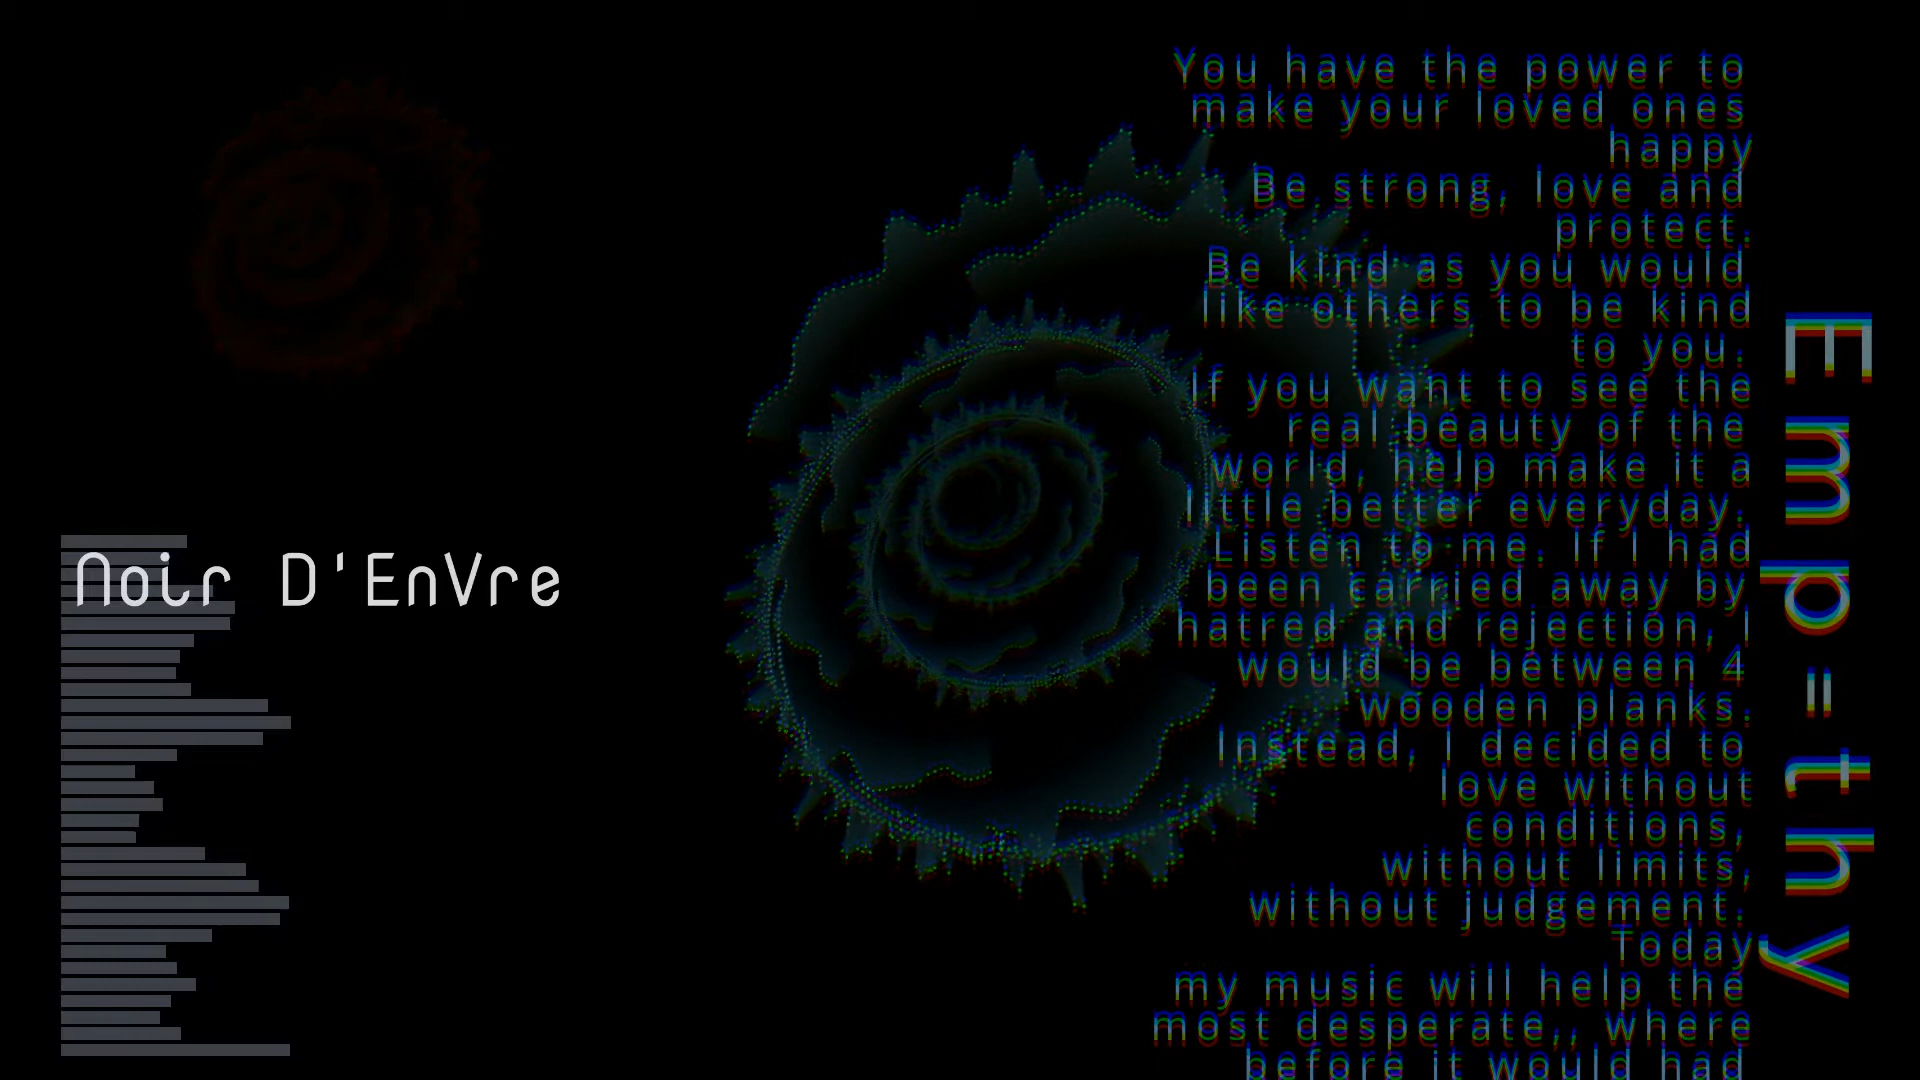 Noir D'EnVre
You have the power to
make your loved ones
happy
Be strong, love and
protect.
Be kind as you would
like others to be kind
to you.
If you want to see the
real beauty of the
world, help make it a
little better everyday.
Listen to me. If I had
been carried away by
hatred and rejection, I
would be between 4
wooden planks.
Instead, I decided to
love without
conditions,
without limits,
without judgement.
Today
my music will help the
most desperate,, where
before it would had
Emp=thy